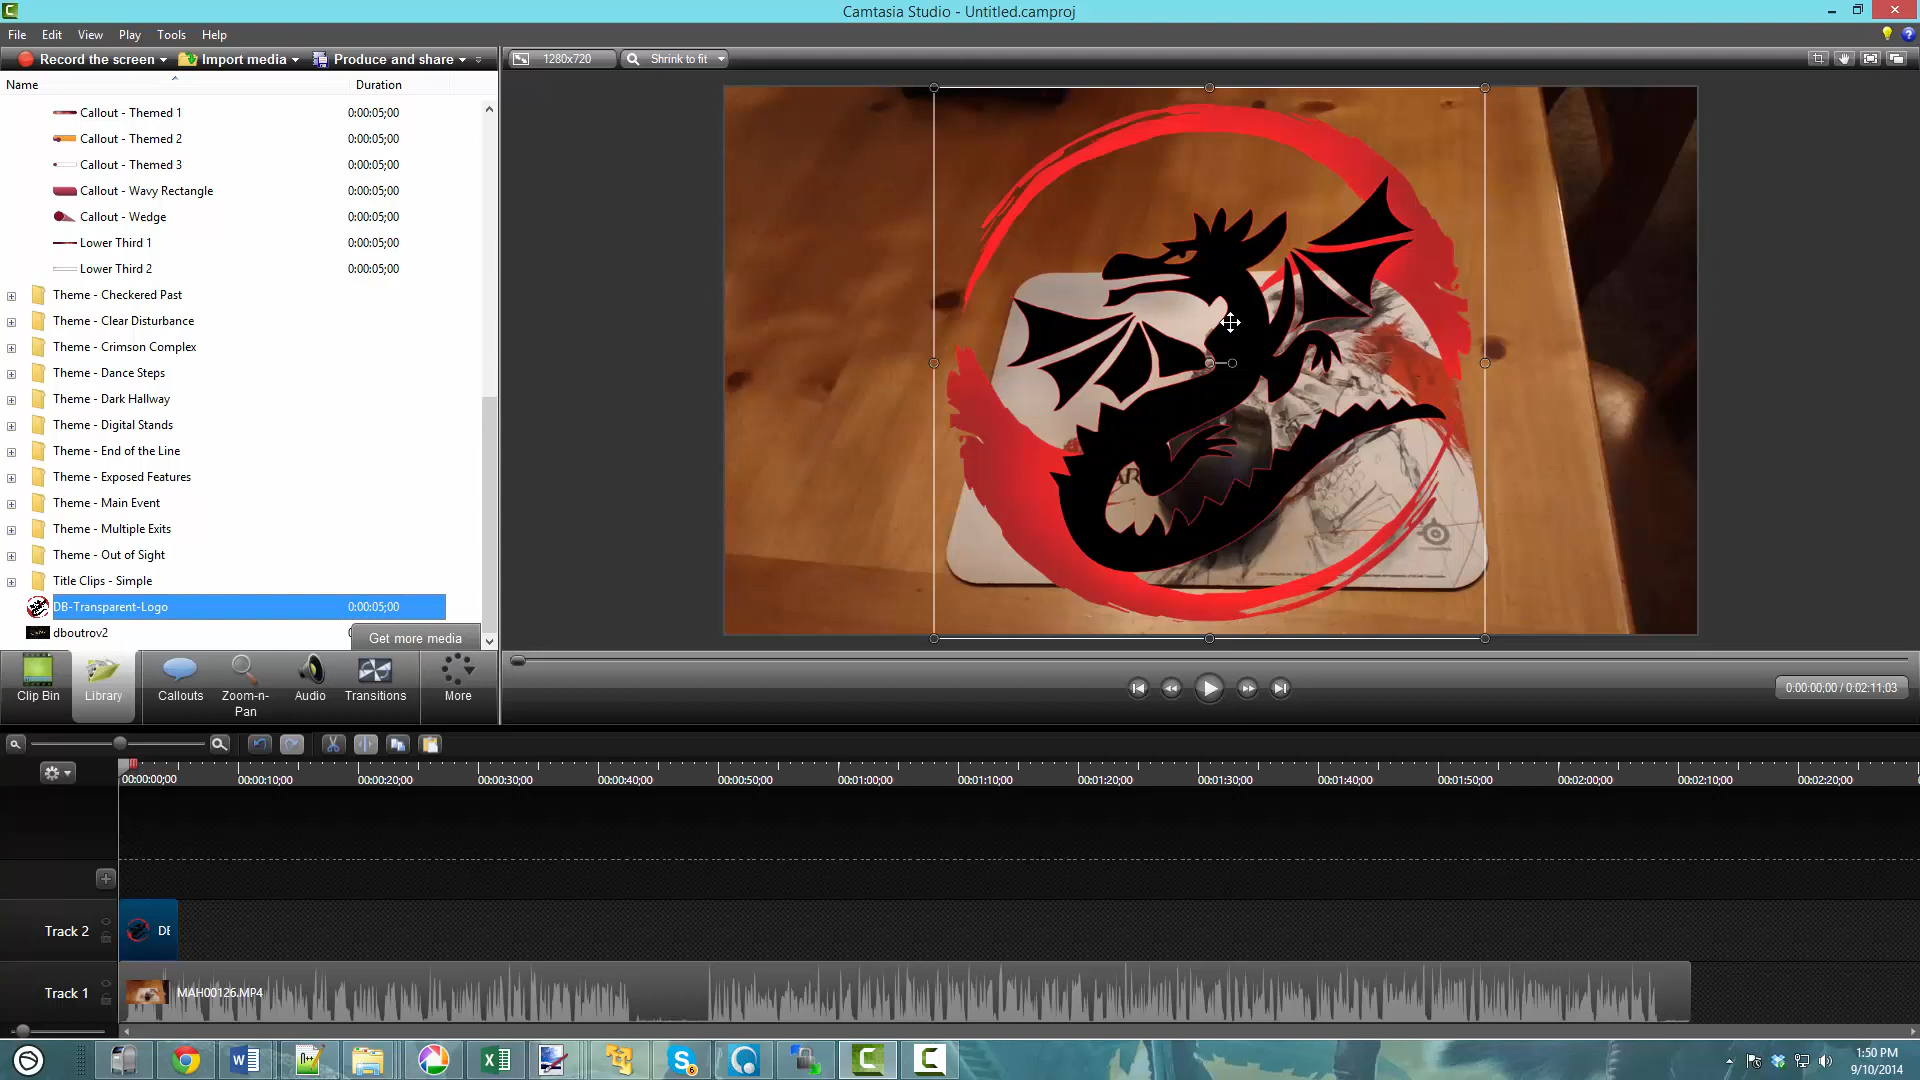 Camtasia Studio - Untitled.camproj
File Edit View Play Tools Help
Record the screen Import media Produce and share 1280x720 Shrink to fit
Name Duration
Callout - Themed 1 0:00:05;00
Callout - Themed 2 0:00:05;00
Callout - Themed 3 0:00:05;00
Callout - Wavy Rectangle 0:00:05;00
Callout - Wedge 0:00:05;00
Lower Third 1 0:00:05;00
Lower Third 2 0:00:05;00
Theme - Checkered Past
Theme - Clear Disturbance
Theme - Crimson Complex
Theme - Dance Steps
Theme - Dark Hallway
Theme - Digital Stands
Theme - End of the Line
Theme - Exposed Features
Theme - Main Event
Theme - Multiple Exits
Theme - Out of Sight
Title Clips - Simple
DB-Transparent-Logo 0:00:05;00
dboutrov2
Get more media
Clip Bin Library Callouts Zoom-n-Pan Audio Transitions More
0:00:00;00 / 0:02:11;03
00:00:00;00 00:00:10;00 00:00:20;00 00:00:30;00 00:00:40;00 00:00:50;00 00:01:00;00 00:01:10;00 00:01:20;00 00:01:30;00 00:01:40;00 00:01:50;00 00:02:00;00 00:02:10;00 00:02:20;00
Track 2 DE
Track 1 MAH00126.MP4
1:50 PM
9/10/2014